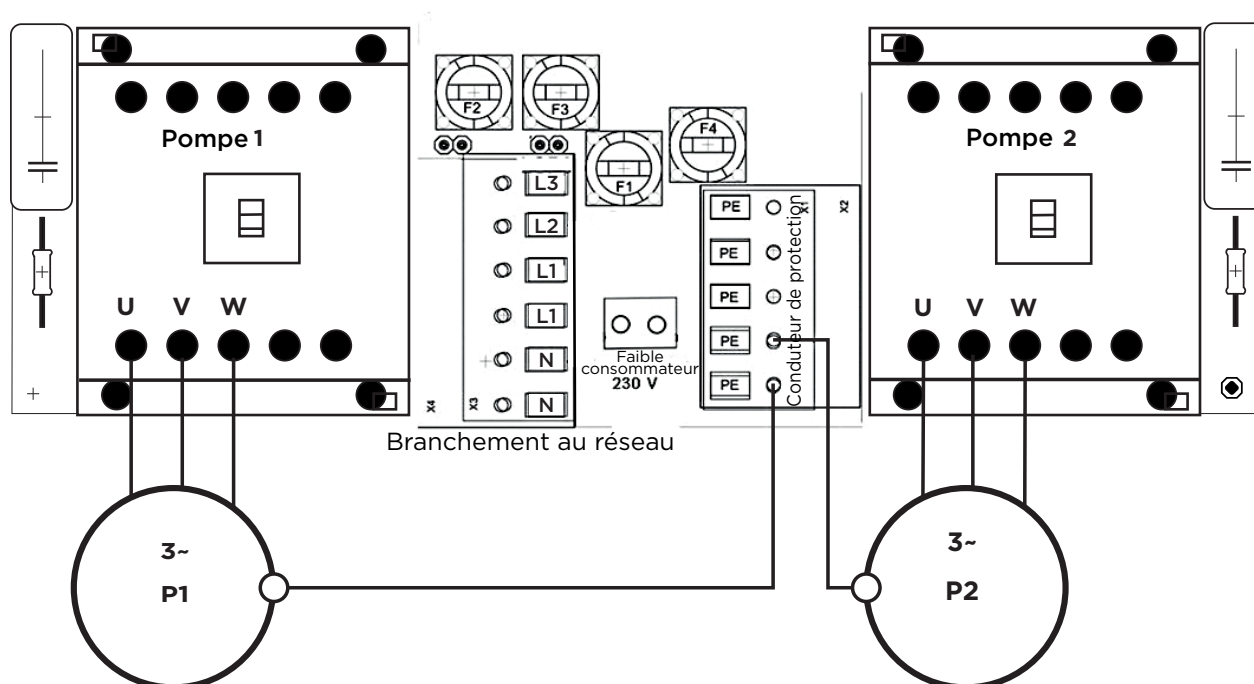 Pompe 1
U V W
F2
F3
F1
F4
L3
L2
L1
L1
N
N
X4
X3
Branchement au réseau
Faible
consommateur
230 V
PE
PE
PE
PE
PE
X1
X2
Conduteur de protection
Pompe 2
U V W
3~
P1
3~
P2